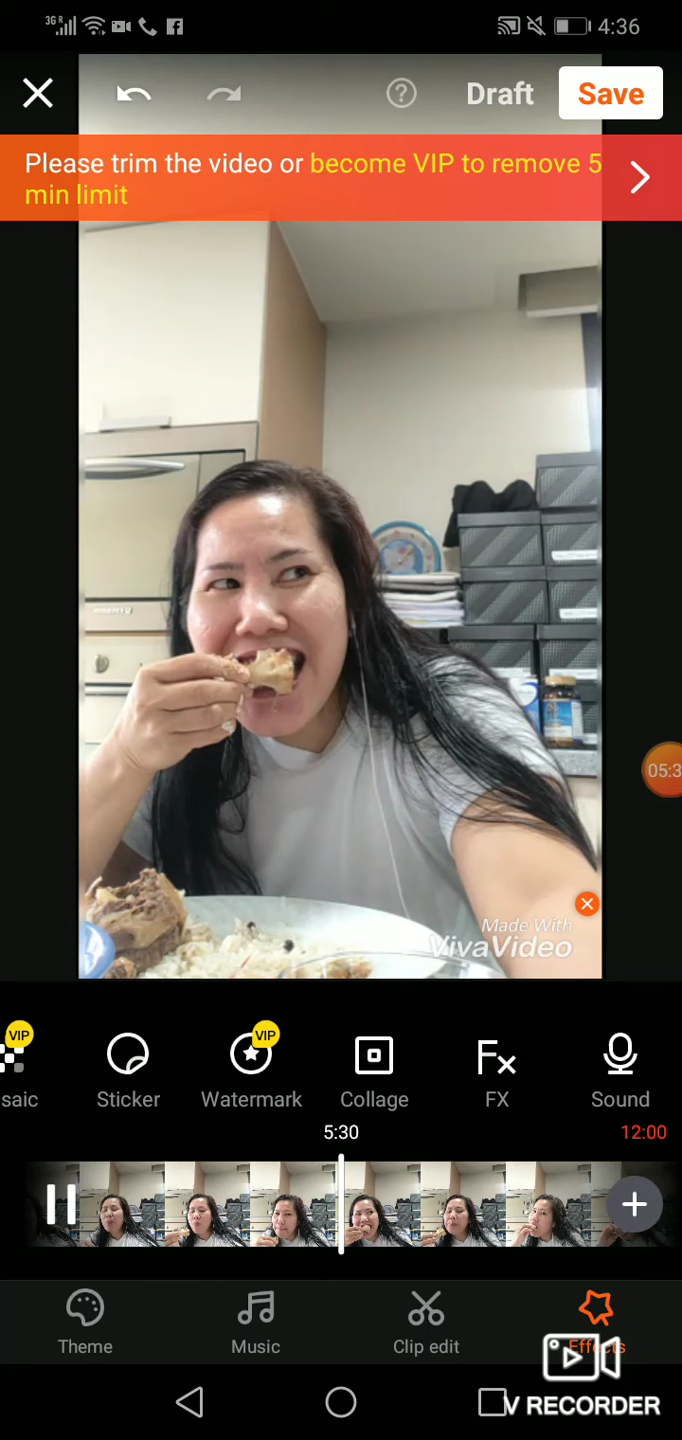 3G R 4:36
Draft Save
Please trim the video or become VIP to remove 5
min limit
05:3
Made With
VivaVideo
VIP VIP
saic Sticker Watermark Collage FX Sound
5:30 12:00
Theme Music Clip edit Effects
V RECORDER